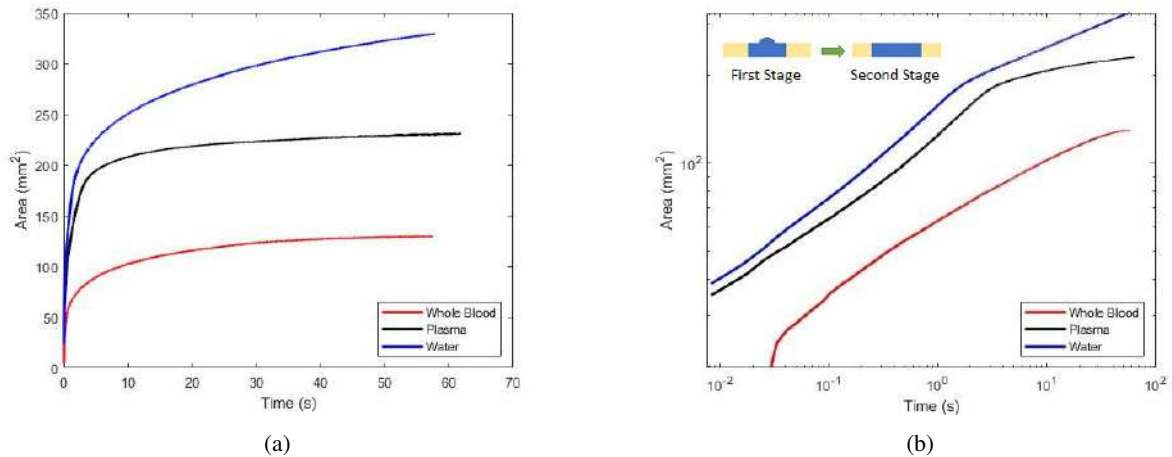 350
300
250
200
150
100
50
0
Area (mm²)
0 10 20 30 40 50 60 70
Time (s)
Whole Blood
Plasma
Water
(a)
First Stage Second Stage
10²
Area (mm²)
10⁻² 10⁻¹ 10⁰ 10¹ 10²
Time (s)
Whole Blood
Plasma
Water
(b)